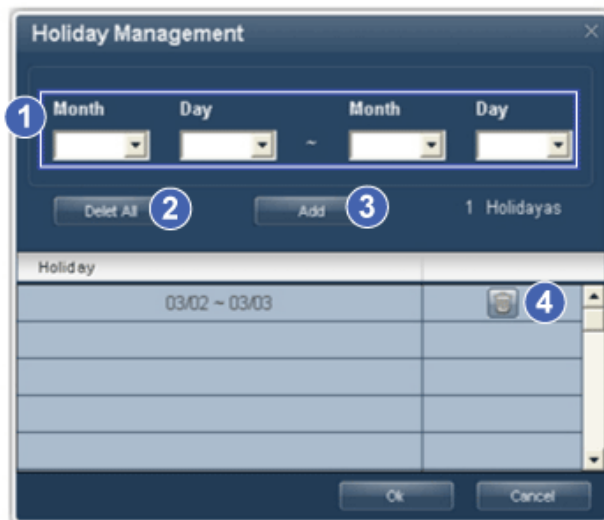 Holiday Management
1 Month Day ~ Month Day
Delet All 2 Add 3 1 Holidayas
Holiday
03/02 ~ 03/03 4
Ok Cancel